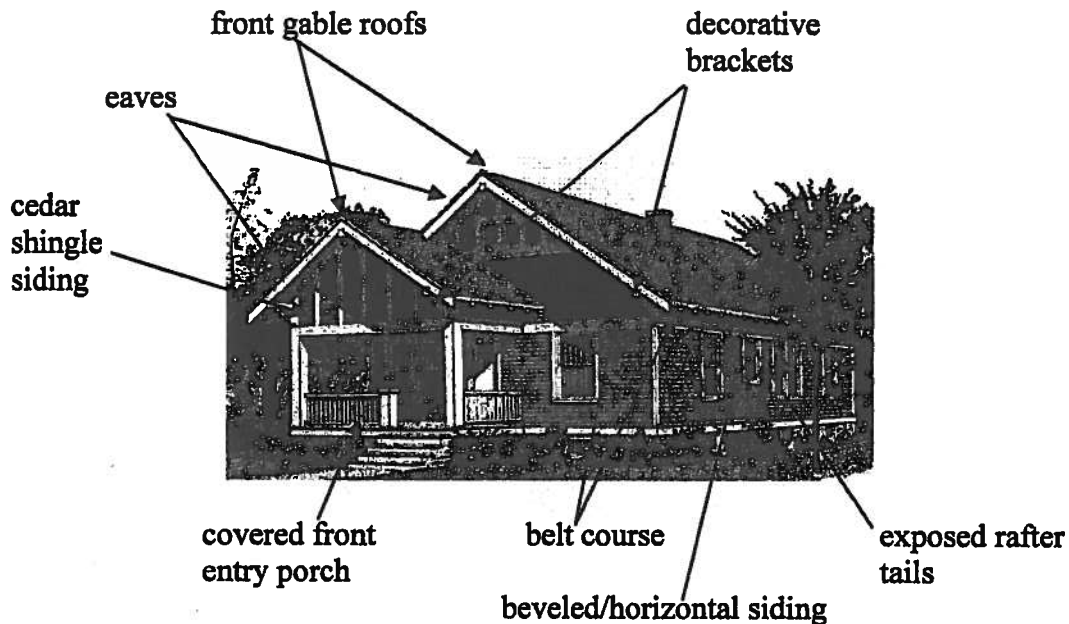 front gable roofs
decorative
brackets
eaves
cedar
shingle
siding
covered front
entry porch
belt course
exposed rafter
tails
beveled/horizontal siding